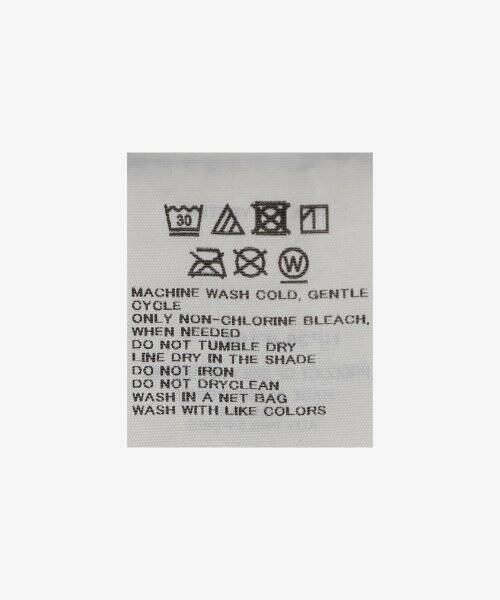 30
W
MACHINE WASH COLD, GENTLE
CYCLE
ONLY NON-CHLORINE BLEACH,
WHEN NEEDED
DO NOT TUMBLE DRY
LINE DRY IN THE SHADE
DO NOT IRON
DO NOT DRYCLEAN
WASH IN A NET BAG
WASH WITH LIKE COLORS